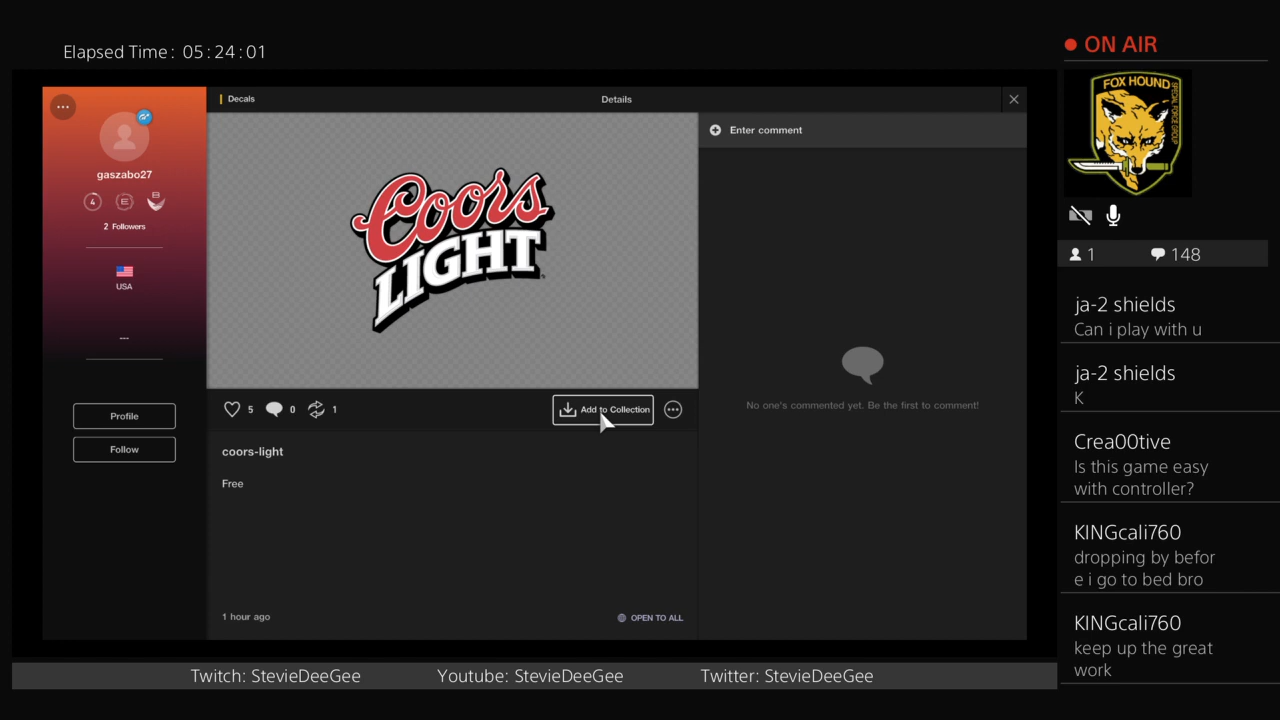 Elapsed Time: 05:24:01
ON AIR
FOX HOUND
SPECIAL FORCE GROUP
Decals
Details
Enter comment
gaszabo27
4
E
B
2 Followers
USA
---
Profile
Follow
Coors
LIGHT
5
0
1
Add to Collection
coors-light
Free
1 hour ago
OPEN TO ALL
No one's commented yet. Be the first to comment!
1
148
ja-2 shields
Can i play with u
ja-2 shields
K
Crea00tive
Is this game easy
with controller?
KINGcali760
dropping by befor
e i go to bed bro
KINGcali760
keep up the great
work
Twitch: StevieDeeGee
Youtube: StevieDeeGee
Twitter: StevieDeeGee